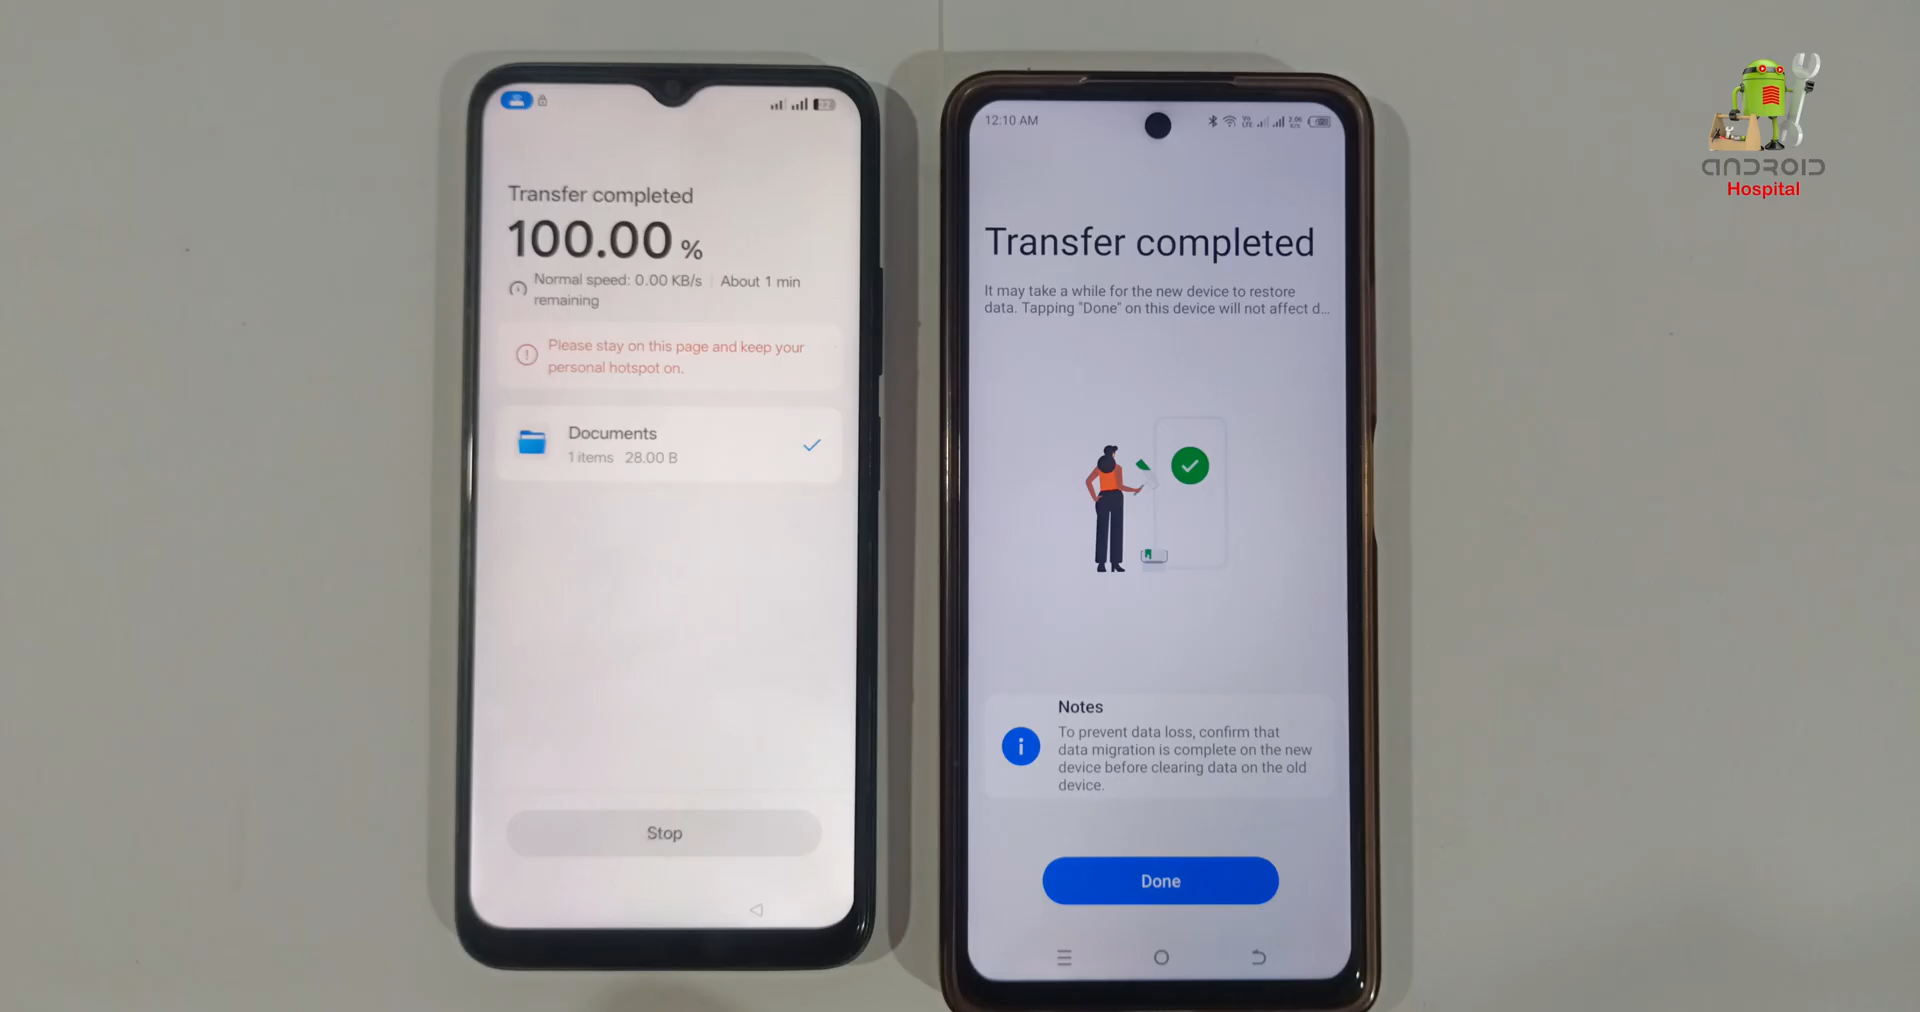 Transfer completed
100.00 %
Normal speed: 0.00 KB/s | About 1 min
remaining
Please stay on this page and keep your
personal hotspot on.
Documents
1 items 28.00 B
Stop
12:10 AM
Transfer completed
It may take a while for the new device to restore
data. Tapping "Done" on this device will not affect d...
Notes
To prevent data loss, confirm that
data migration is complete on the new
device before clearing data on the old
device.
Done
ANDROID
Hospital